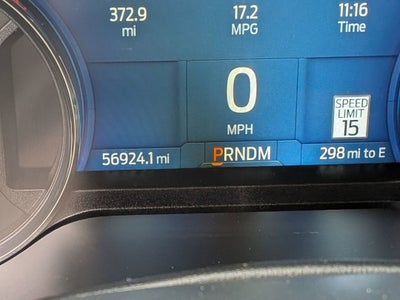 372.9 17.2 11:16
mi MPG Time
0
MPH
SPEED
LIMIT
15
56924.1 mi PRNDM 298 mi to E